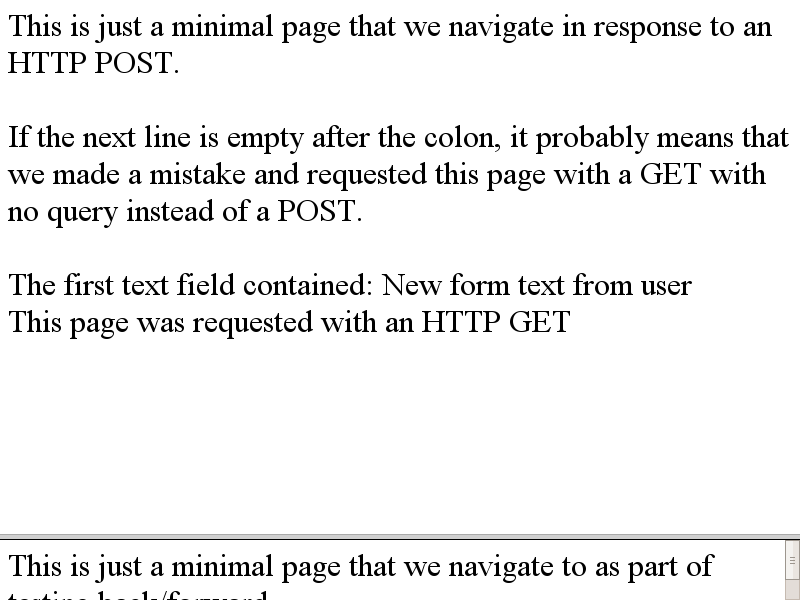 This is just a minimal page that we navigate in response to an
HTTP POST.
If the next line is empty after the colon, it probably means that
we made a mistake and requested this page with a GET with
no query instead of a POST.
The first text field contained: New form text from user
This page was requested with an HTTP GET
This is just a minimal page that we navigate to as part of
testing back/forward